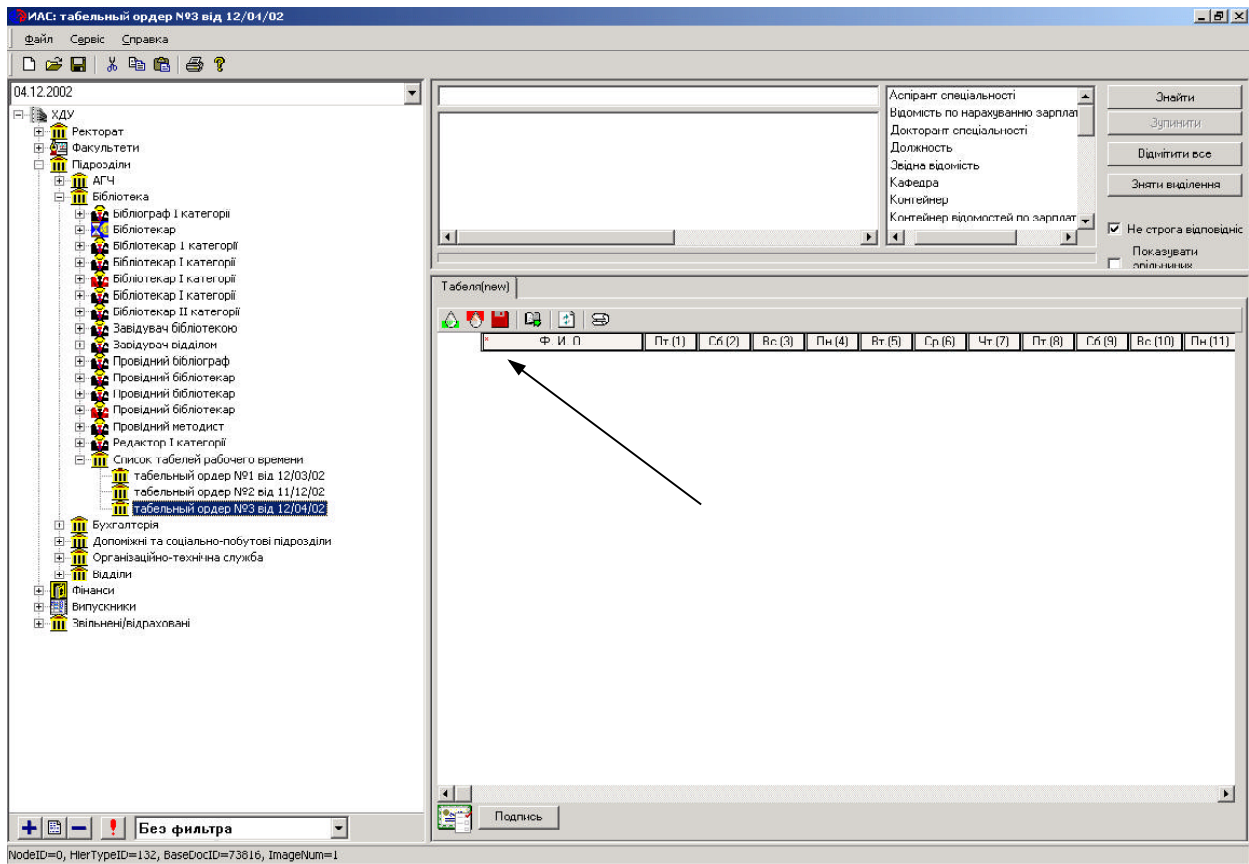 ИАС: табельный ордер №3 від 12/04/02
Файл Сервіс Справка
04.12.2002
ХДУ
Ректорат
Факультети
Підрозділи
АГЧ
Бібліотека
Бібліограф I категорії
Бібліотекар
Бібліотекар 1 категорії
Бібліотекар I категорії
Бібліотекар I категорії
Бібліотекар I категорії
Бібліотекар II категорії
Завідувач бібліотекою
Завідувач відділом
Провідний бібліограф
Провідний бібліотекар
Провідний бібліотекар
Провідний бібліотекар
Провідний методист
Редактор I категорії
Список табелей рабочего времени
табельный ордер №1 від 12/03/02
табельный ордер №2 від 11/12/02
табельный ордер №3 від 12/04/02
Бухгалтерія
Допоміжні та соціально-побутові підрозділи
Організаційно-технічна служба
Відділи
Фінанси
Випускники
Звільнені/відраховані
Без фильтра
Аспірант спеціальності
Відомість по нарахуванню зарплат
Докторант спеціальності
Должность
Звідна відомість
Кафедра
Контейнер
Контейнер відомостей по зарплат
Знайти
Зупинити
Відмітити все
Зняти виділення
Не строга відповідніс
Показувати
Табеля(new)
Ф. И. О. Пт (1) Сб (2) Вс (3) Пн (4) Вт (5) Ср (6) Чт (7) Пт (8) Сб (9) Вс (10) Пн (11)
Подпись
NodeID=0, HierTypeID=132, BaseDocID=73816, ImageNum=1